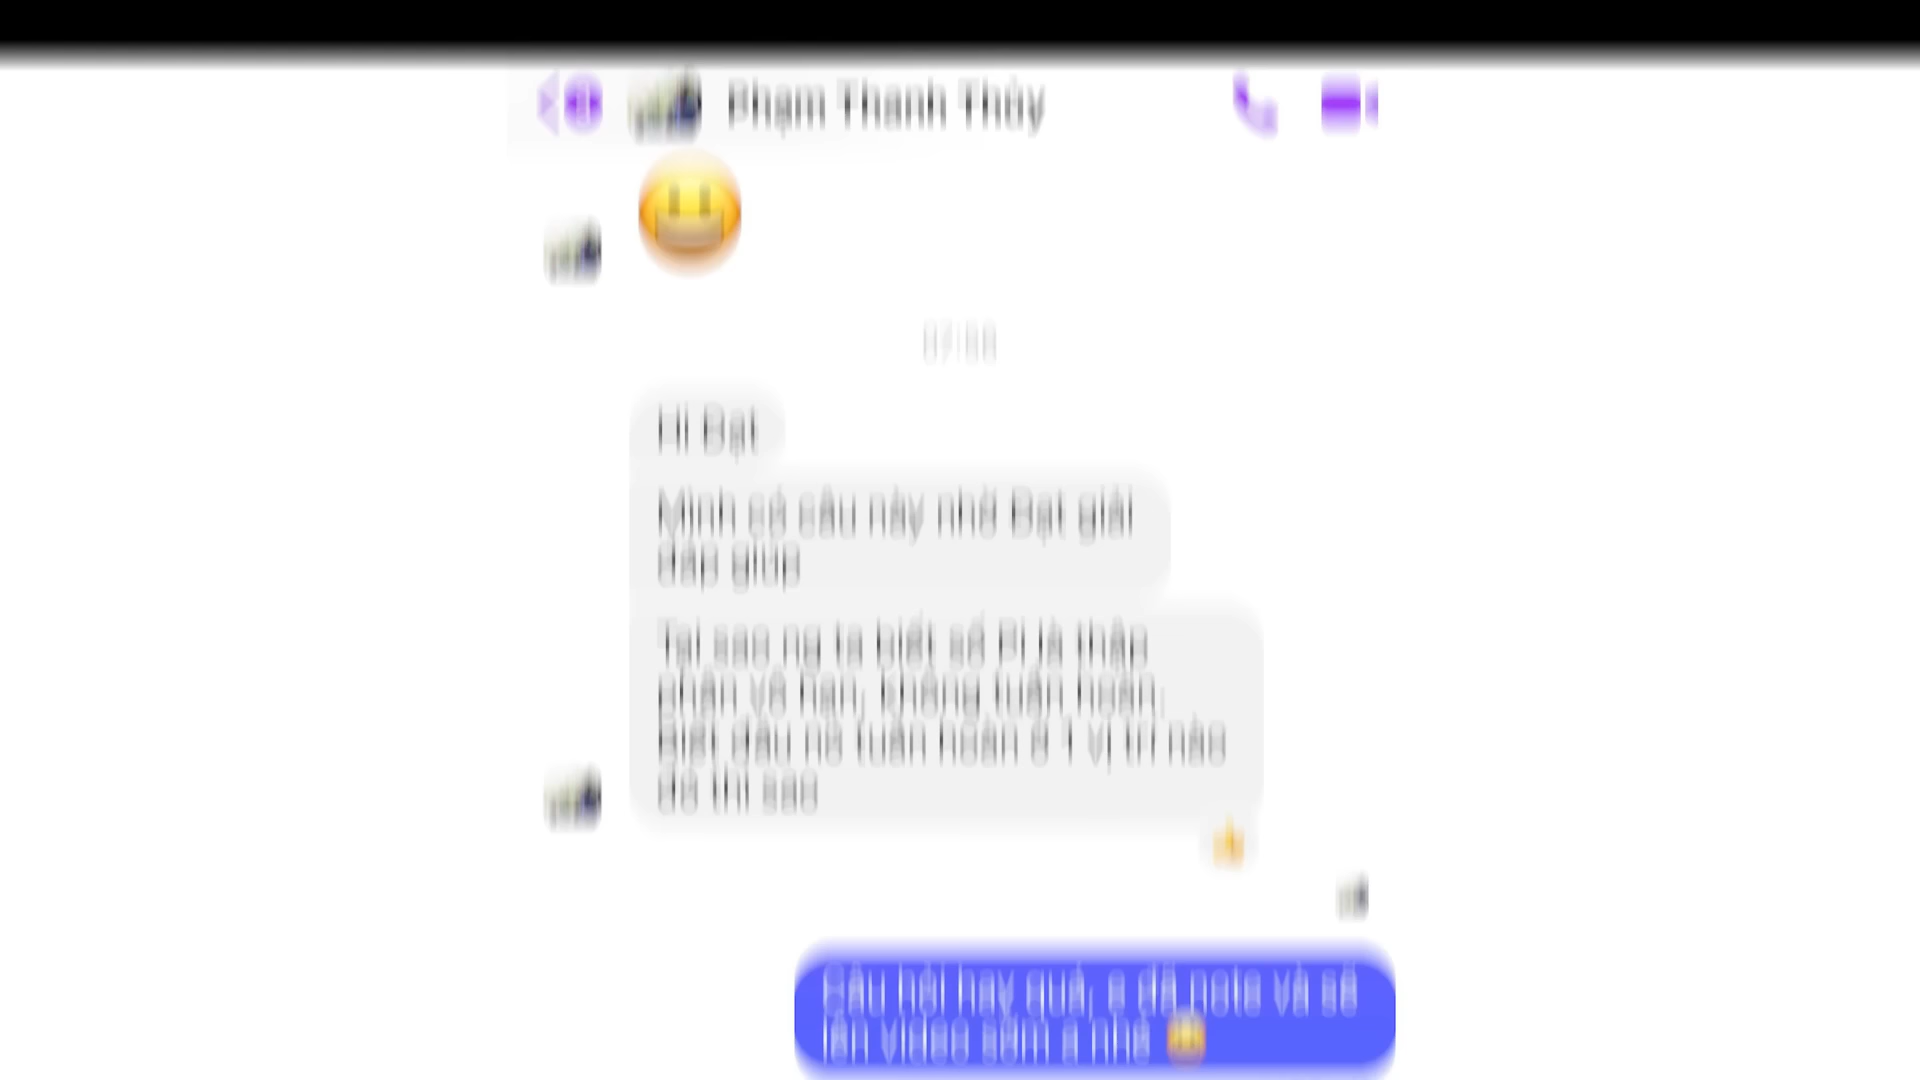 Phạm Thanh Thủy
Hi Đạt
Mình có câu này nhờ Đạt giải
đáp giúp
Tại sao ng ta biết số Pi là thập
phân vô hạn, không tuần hoàn.
Biết đâu nó tuần hoàn ở 1 vị trí nào
đó thì sao
Câu hỏi hay quá, e đã note và sẽ
lên video sớm ạ nhé 😀